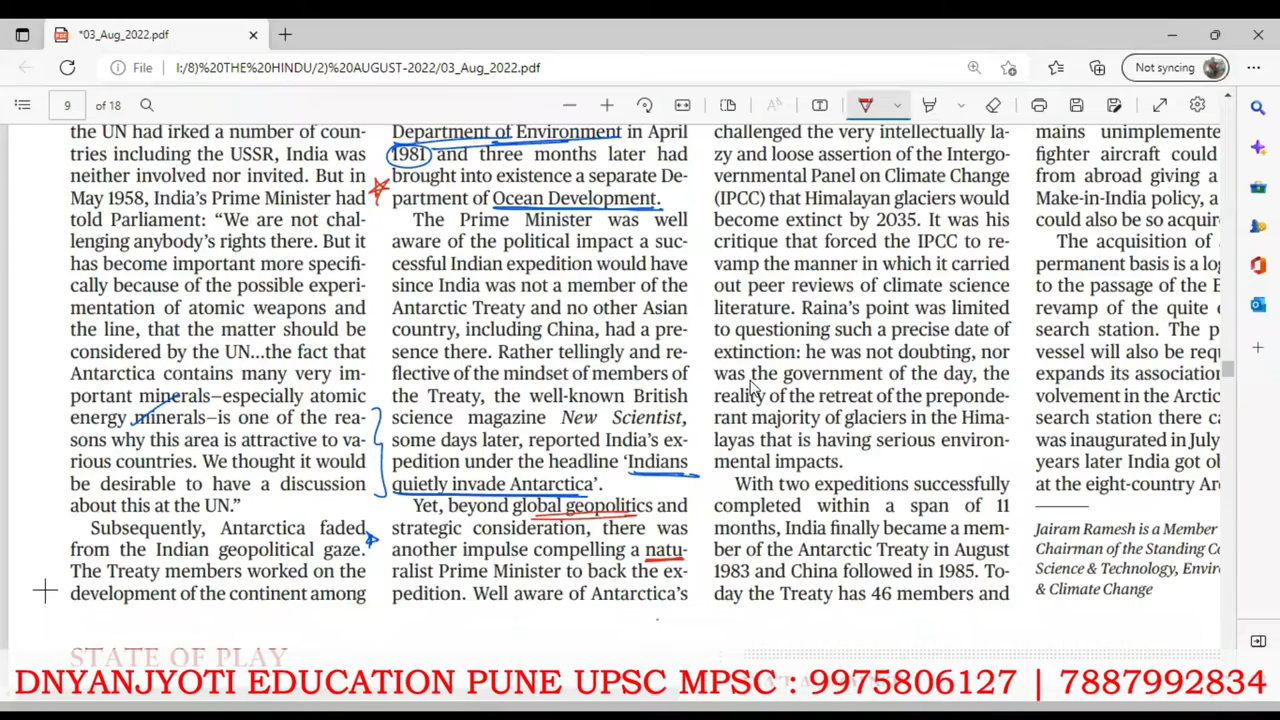 *03_Aug_2022.pdf
File
I:/8)%20THE%20HINDU/2)%20AUGUST-2022/03_Aug_2022.pdf
Not syncing
9
of 18
the UN had irked a number of coun-
tries including the USSR, India was
neither involved nor invited. But in
May 1958, India's Prime Minister had
told Parliament: “We are not chal-
lenging anybody's rights there. But it
has become important more specifi-
cally because of the possible experi-
mentation of atomic weapons and
the line, that the matter should be
considered by the UN...the fact that
Antarctica contains many very im-
portant minerals—especially atomic
energy minerals—is one of the rea-
sons why this area is attractive to va-
rious countries. We thought it would
be desirable to have a discussion
about this at the UN.”
Subsequently, Antarctica faded
from the Indian geopolitical gaze.
The Treaty members worked on the
development of the continent among
Department of Environment in April
1981 and three months later had
brought into existence a separate De-
partment of Ocean Development.
The Prime Minister was well
aware of the political impact a suc-
cessful Indian expedition would have
since India was not a member of the
Antarctic Treaty and no other Asian
country, including China, had a pre-
sence there. Rather tellingly and re-
flective of the mindset of members of
the Treaty, the well-known British
science magazine New Scientist,
some days later, reported India's ex-
pedition under the headline ‘Indians
quietly invade Antarctica’.
Yet, beyond global geopolitics and
strategic consideration, there was
another impulse compelling a natu-
ralist Prime Minister to back the ex-
pedition. Well aware of Antarctica's
challenged the very intellectually la-
zy and loose assertion of the Intergo-
vernmental Panel on Climate Change
(IPCC) that Himalayan glaciers would
become extinct by 2035. It was his
critique that forced the IPCC to re-
vamp the manner in which it carried
out peer reviews of climate science
literature. Raina's point was limited
to questioning such a precise date of
extinction: he was not doubting, nor
was the government of the day, the
reality of the retreat of the preponde-
rant majority of glaciers in the Hima-
layas that is having serious environ-
mental impacts.
With two expeditions successfully
completed within a span of 11
months, India finally became a mem-
ber of the Antarctic Treaty in August
1983 and China followed in 1985. To-
day the Treaty has 46 members and
mains unimplemente
fighter aircraft could
from abroad giving a
Make-in-India policy, a
could also be so acquire
The acquisition of
permanent basis is a log
to the passage of the
revamp of the quite
search station. The p
vessel will also be requ
expands its association
volvement in the Arctic
search station there ca
was inaugurated in July
years later India got ob
at the eight-country Ar
Jairam Ramesh is a Member
Chairman of the Standing Co
Science & Technology, Enviro
& Climate Change
STATE OF PLAY
DNYANJYOTI EDUCATION PUNE UPSC MPSC : 9975806127 | 7887992834